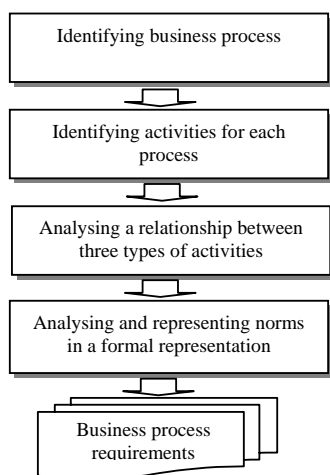 Identifying business process
Identifying activities for each
process
Analysing a relationship between
three types of activities
Analysing and representing norms
in a formal representation
Business process
requirements